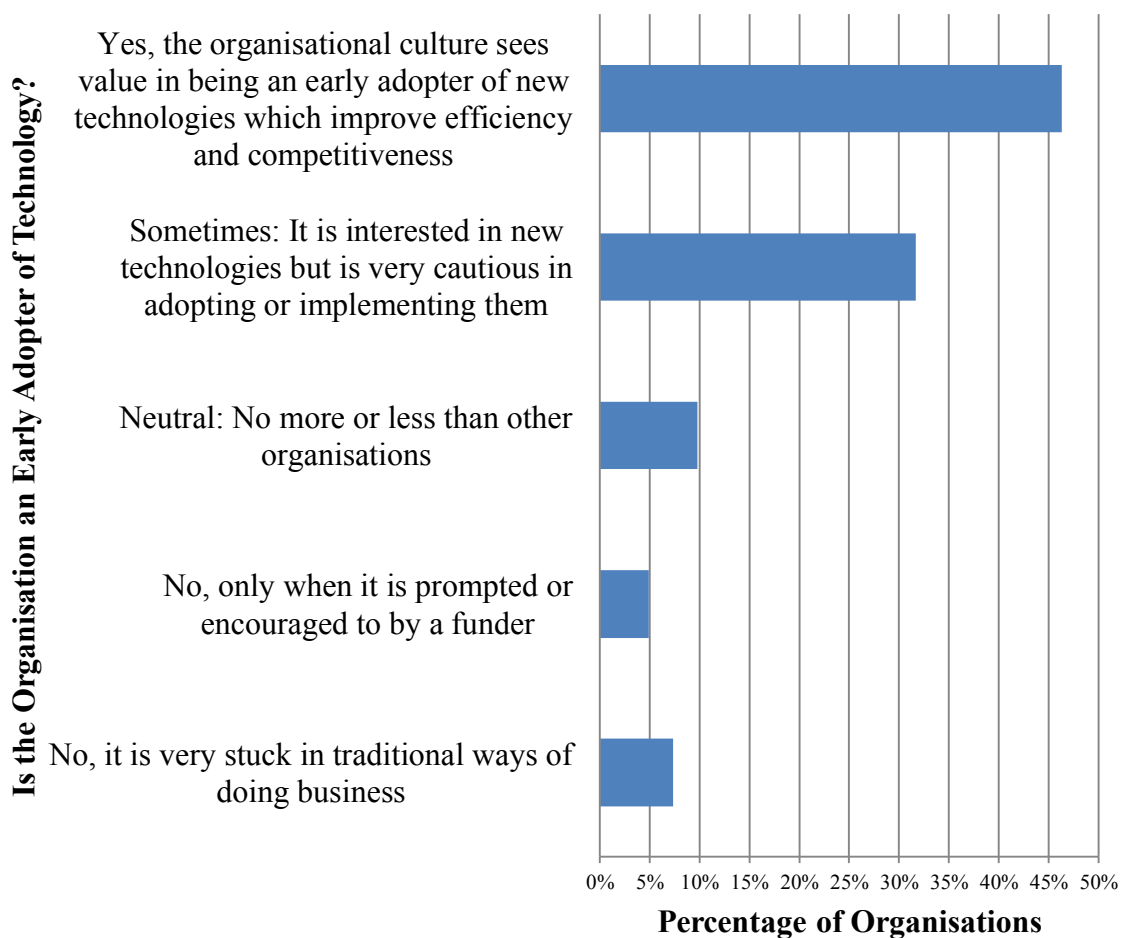 Is the Organisation an Early Adopter of Technology?
Yes, the organisational culture sees
value in being an early adopter of new
technologies which improve efficiency
and competitiveness
Sometimes: It is interested in new
technologies but is very cautious in
adopting or implementing them
Neutral: No more or less than other
organisations
No, only when it is prompted or
encouraged to by a funder
No, it is very stuck in traditional ways of
doing business
0% 5% 10% 15% 20% 25% 30% 35% 40% 45% 50%
Percentage of Organisations